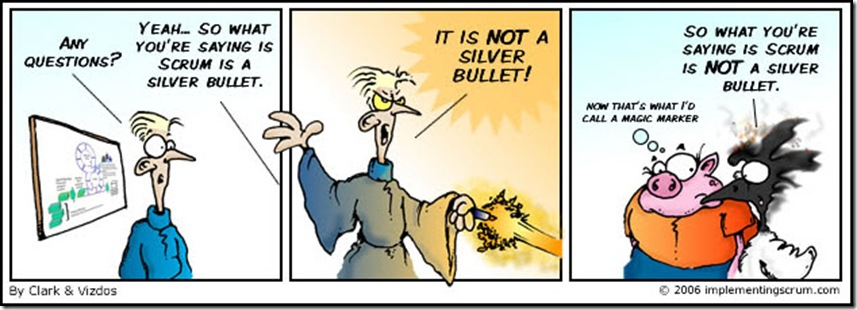 ANY
QUESTIONS?
YEAH... SO WHAT
YOU'RE SAYING IS
SCRUM IS A
SILVER BULLET.
IT IS NOT A
SILVER
BULLET!
SO WHAT YOU'RE
SAYING IS SCRUM
IS NOT A SILVER
BULLET.
NOW THAT'S WHAT I'D
CALL A MAGIC MARKER
By Clark & Vizdos
© 2006 implementingscrum.com